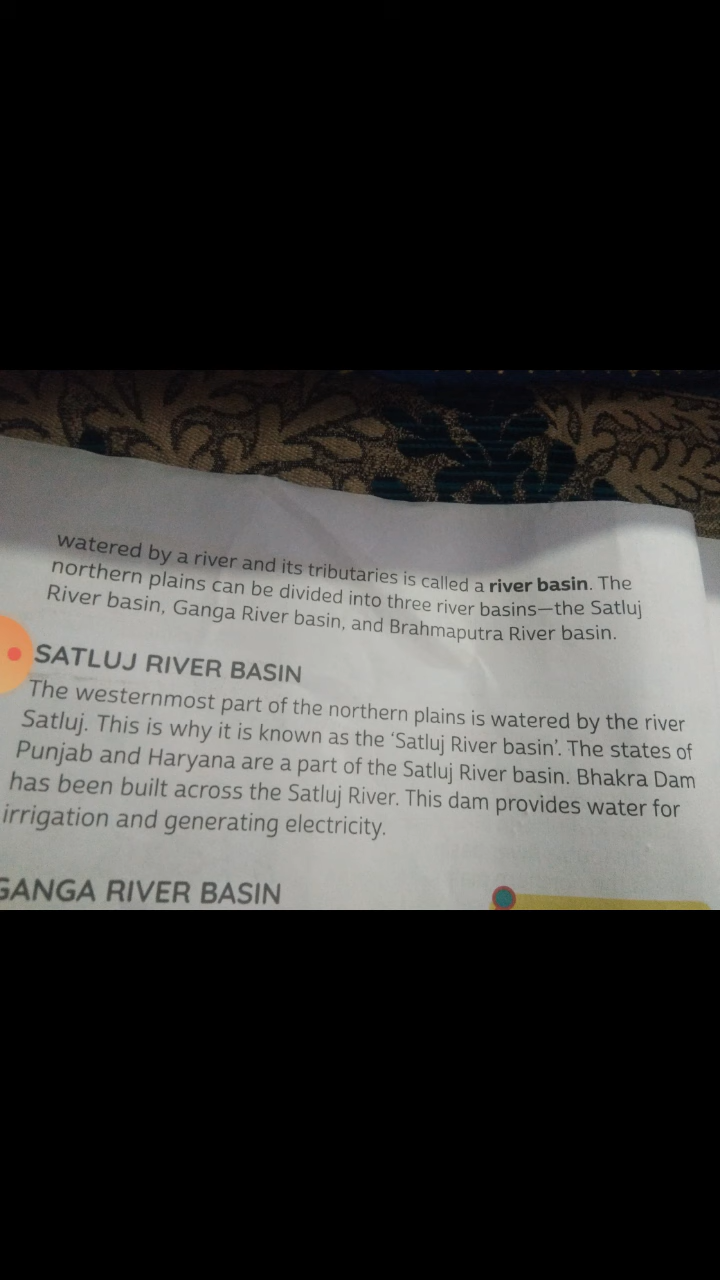 watered by a river and its tributaries is called a river basin. The
northern plains can be divided into three river basins—the Satluj
River basin, Ganga River basin, and Brahmaputra River basin.
SATLUJ RIVER BASIN
The westernmost part of the northern plains is watered by the river
Satluj. This is why it is known as the ‘Satluj River basin’. The states of
Punjab and Haryana are a part of the Satluj River basin. Bhakra Dam
has been built across the Satluj River. This dam provides water for
irrigation and generating electricity.
GANGA RIVER BASIN